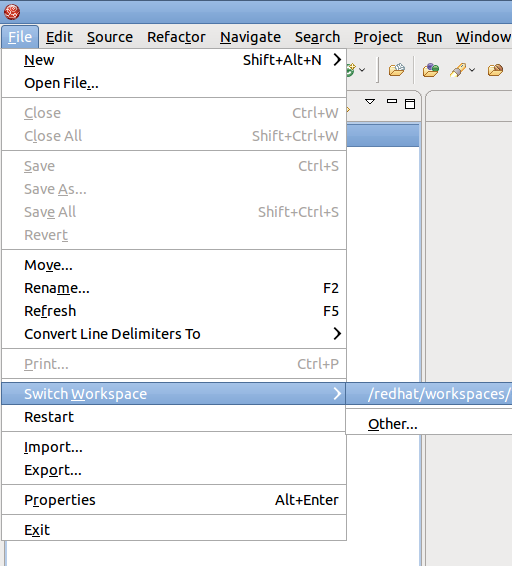 File Edit Source Refactor Navigate Search Project Run Window
New Shift+Alt+N
Open File...
Close Ctrl+W
Close All Shift+Ctrl+W
Save Ctrl+S
Save As...
Save All Shift+Ctrl+S
Revert
Move...
Rename... F2
Refresh F5
Convert Line Delimiters To
Print... Ctrl+P
Switch Workspace /redhat/workspaces/
Restart Other...
Import...
Export...
Properties Alt+Enter
Exit